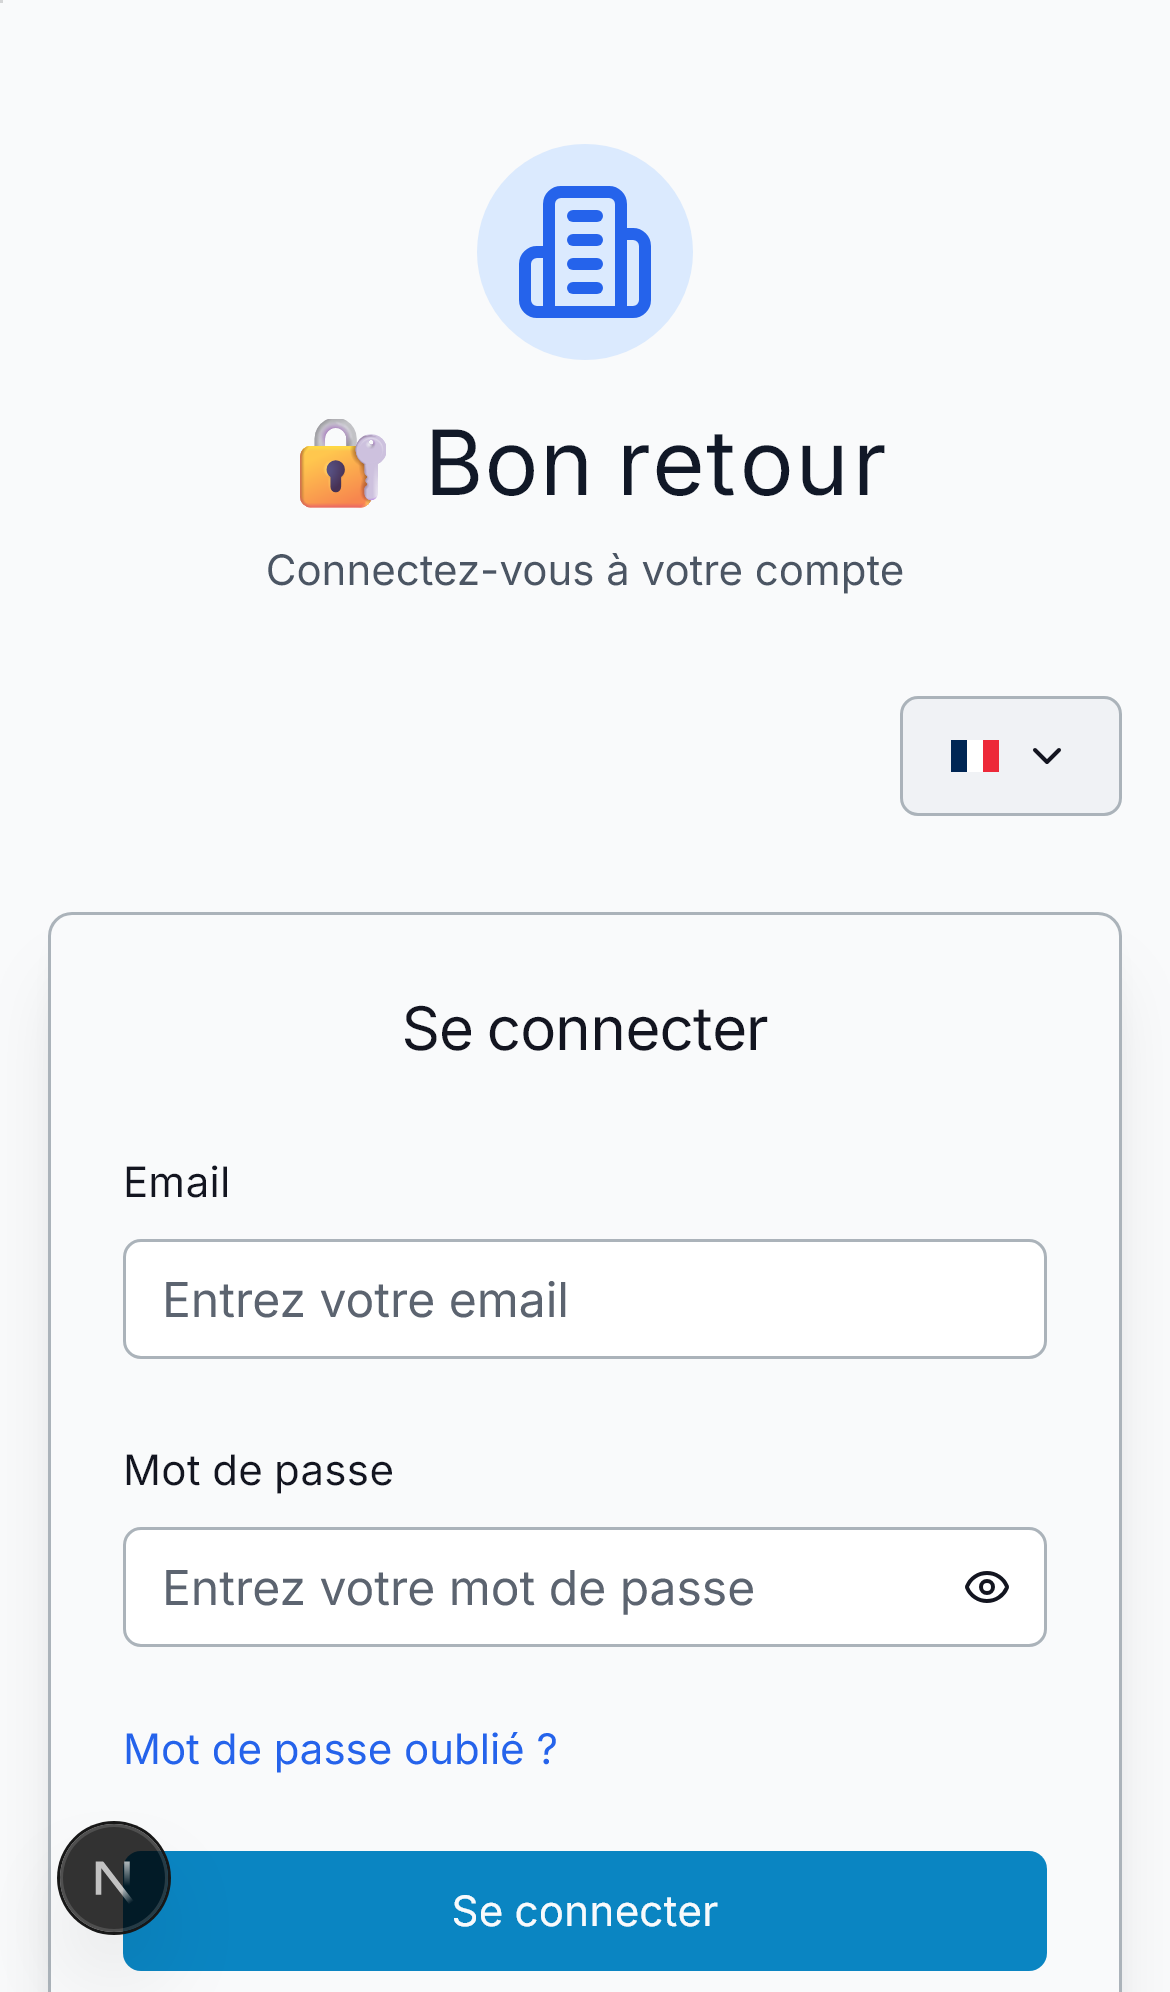 🔐 Bon retour
Connectez-vous à votre compte
Se connecter
Email
Entrez votre email
Mot de passe
Entrez votre mot de passe
Mot de passe oublié ?
N
Se connecter